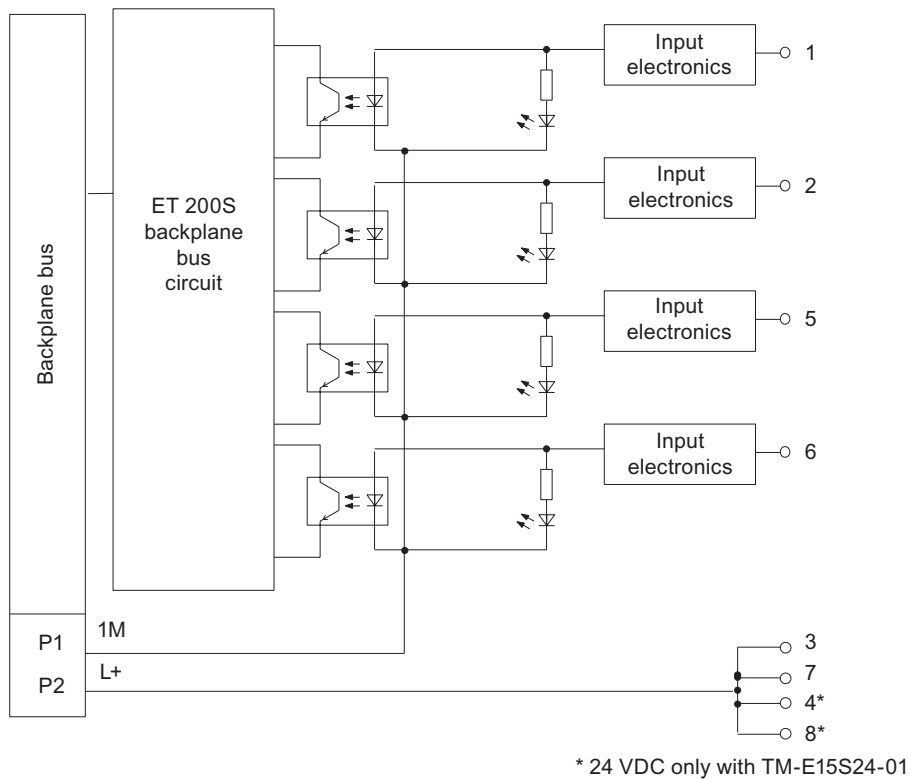 Input
electronics
1
Input
electronics
2
ET 200S
backplane
bus
circuit
Backplane bus
Input
electronics
5
Input
electronics
6
P1
1M
P2
L+
3
7
4*
8*
* 24 VDC only with TM-E15S24-01